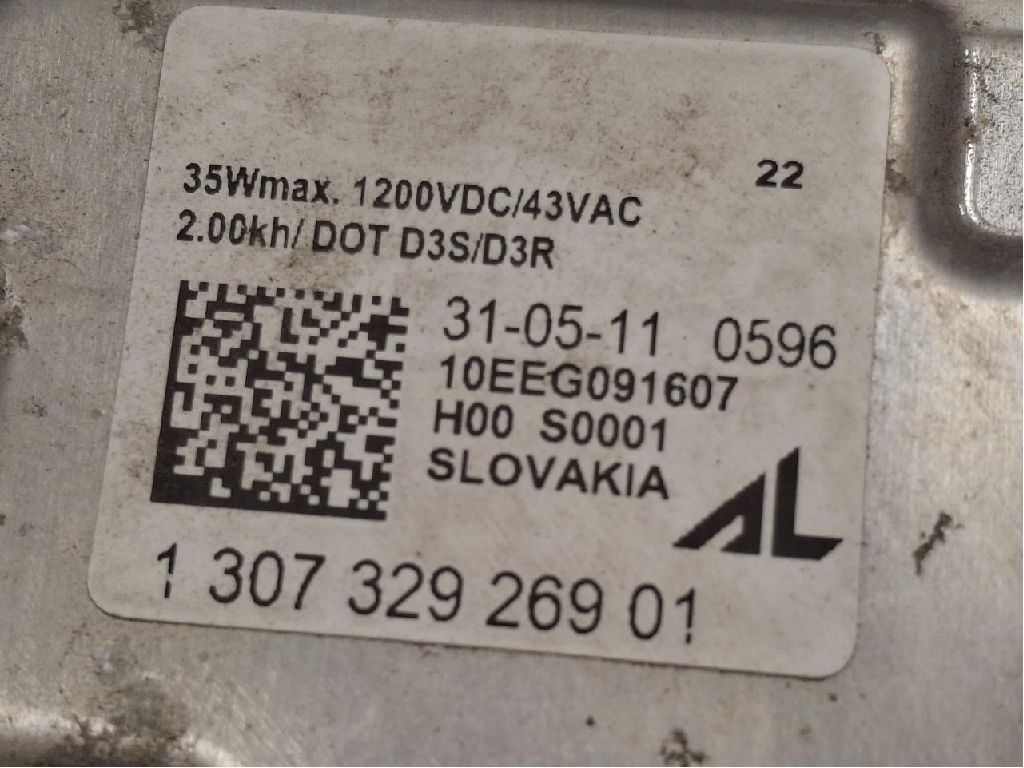 22
35Wmax. 1200VDC/43VAC
2.00kh/ DOT D3S/D3R
31-05-11 0596
10EEG091607
H00 S0001
SLOVAKIA
AL
1 307 329 269 01